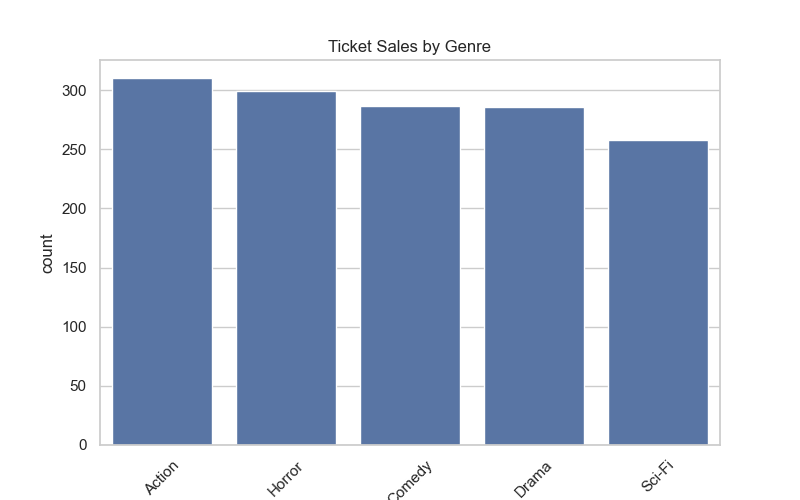 Ticket Sales by Genre
300
250
200
150
100
50
0
count
Action
Horror
Comedy
Drama
Sci-Fi